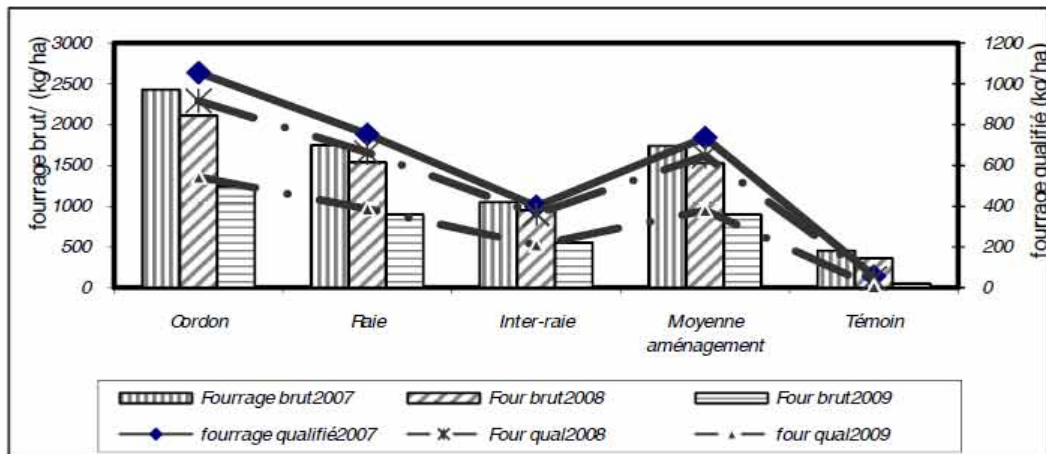 fourrage brut/ (kg/ha)
3000
2500
2000
1500
1000
500
0
1200
1000
800
600
400
200
0
fourrage qualifié (kg/ha)
Cordon
Raie
Inter-raie
Moyenne
aménagement
Témoin
Fourrage brut2007
Four brut2008
Four brut2009
fourrage qualifié2007
Four qual2008
four qual2009